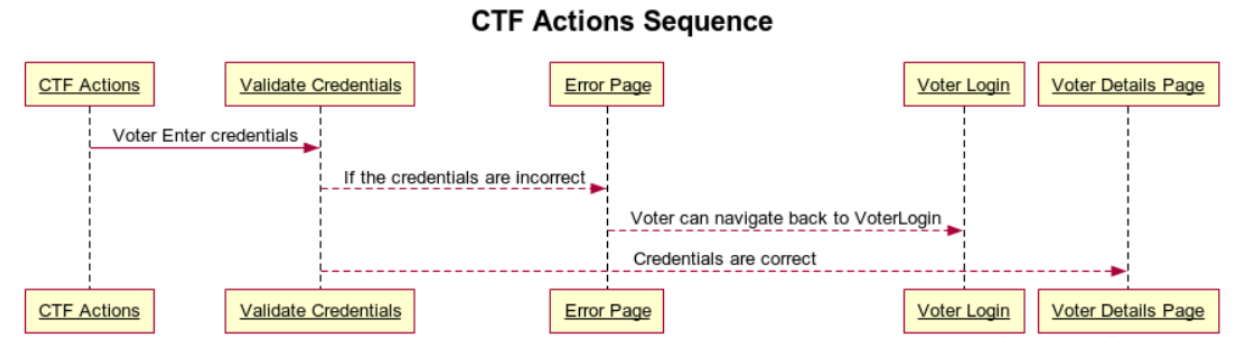 CTF Actions Sequence
CTF Actions
Validate Credentials
Error Page
Voter Login
Voter Details Page
Voter Enter credentials
If the credentials are incorrect
Voter can navigate back to VoterLogin
Credentials are correct
CTF Actions
Validate Credentials
Error Page
Voter Login
Voter Details Page